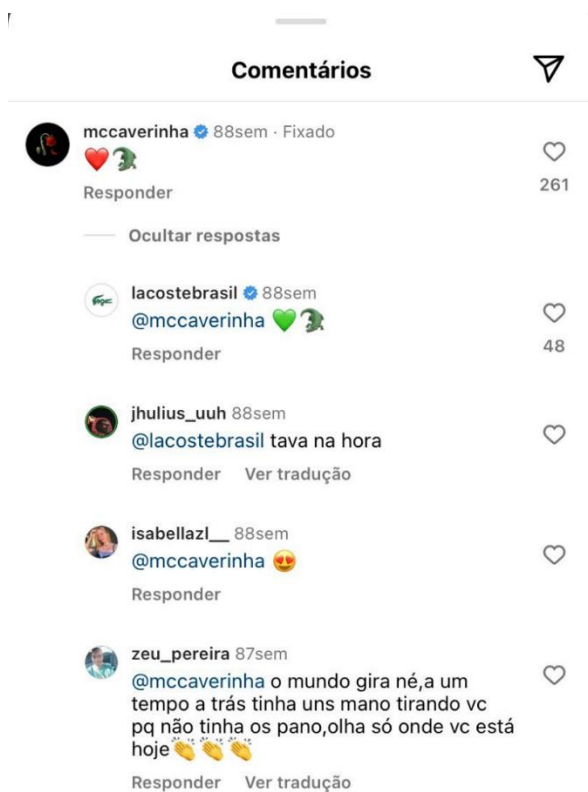 Comentários
mccaverinha 88sem · Fixado
❤️🐊
261
Responder
Ocultar respostas
lacostebrasil 88sem
@mccaverinha 💚🐊
48
Responder
jhulius_uuh 88sem
@lacostebrasil tava na hora
Responder Ver tradução
isabellazl__ 88sem
@mccaverinha 😍
Responder
zeu_pereira 87sem
@mccaverinha o mundo gira né,a um
tempo a trás tinha uns mano tirando vc
pq não tinha os pano,olha só onde vc está
hoje👏👏👏
Responder Ver tradução